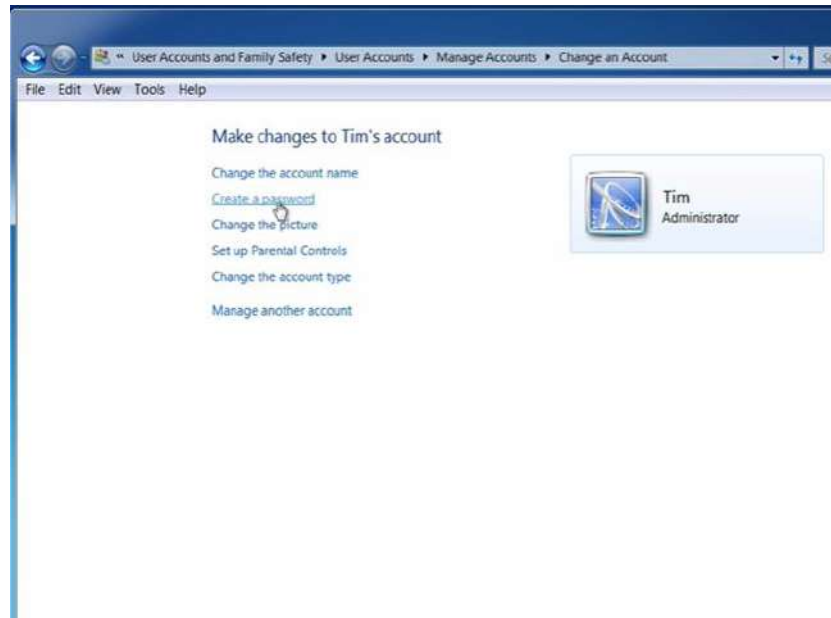 « User Accounts and Family Safety ▸ User Accounts ▸ Manage Accounts ▸ Change an Account
File Edit View Tools Help
Make changes to Tim's account
Change the account name
Create a password
Change the picture
Set up Parental Controls
Change the account type
Manage another account
Tim
Administrator